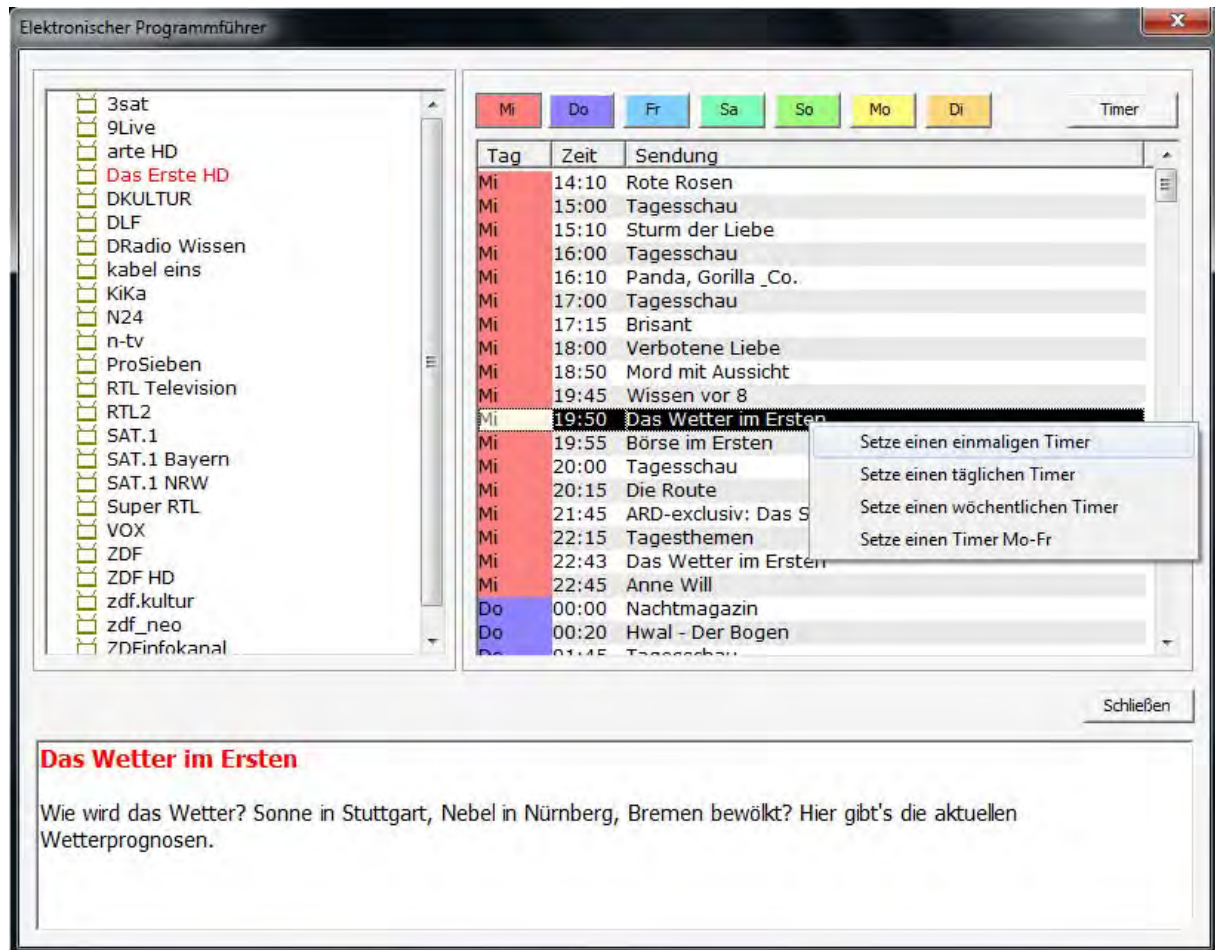 Elektronischer Programmführer
3sat
9Live
arte HD
Das Erste HD
DKULTUR
DLF
DRadio Wissen
kabel eins
KiKa
N24
n-tv
ProSieben
RTL Television
RTL2
SAT.1
SAT.1 Bayern
SAT.1 NRW
Super RTL
VOX
ZDF
ZDF HD
zdf.kultur
zdf_neo
ZDFinfokanal
Mi Do Fr Sa So Mo Di Timer
Tag Zeit Sendung
Mi 14:10 Rote Rosen
Mi 15:00 Tagesschau
Mi 15:10 Sturm der Liebe
Mi 16:00 Tagesschau
Mi 16:10 Panda, Gorilla _Co.
Mi 17:00 Tagesschau
Mi 17:15 Brisant
Mi 18:00 Verbotene Liebe
Mi 18:50 Mord mit Aussicht
Mi 19:45 Wissen vor 8
Mi 19:50 Das Wetter im Ersten
Mi 19:55 Börse im Ersten
Mi 20:00 Tagesschau
Mi 20:15 Die Route
Mi 21:45 ARD-exclusiv: Das S
Mi 22:15 Tagesthemen
Mi 22:43 Das Wetter im Ersten
Mi 22:45 Anne Will
Do 00:00 Nachtmagazin
Do 00:20 Hwal - Der Bogen
Do 01:45 Tagesschau
Setze einen einmaligen Timer
Setze einen täglichen Timer
Setze einen wöchentlichen Timer
Setze einen Timer Mo-Fr
Schließen
Das Wetter im Ersten
Wie wird das Wetter? Sonne in Stuttgart, Nebel in Nürnberg, Bremen bewölkt? Hier gibt's die aktuellen
Wetterprognosen.